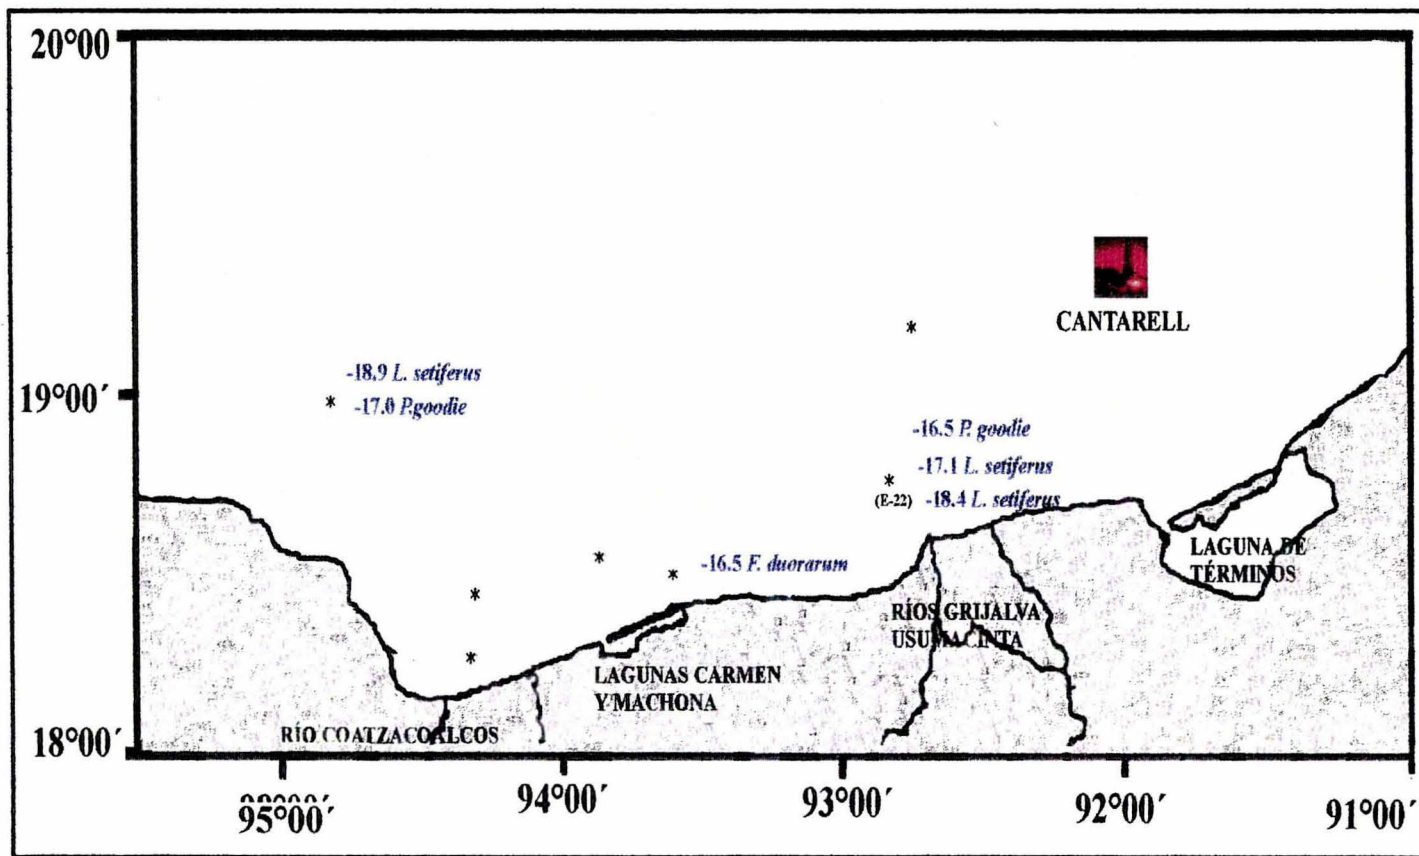 20°00
CANTARELL
-18.9 L. setiferus
19°00´
-17.0 P.goodie
-16.5 P. goodie
-17.1 L. setiferus
(E-22) -18.4 L. setiferus
LAGUNA DE
TÉRMINOS
-16.5 F. duorarum
RÍOS GRIJALVA
USUMACINTA
LAGUNAS CARMEN
Y MACHONA
18°00´
RÍO COATZACOALCOS
95°00´
94°00´
93°00´
92°00´
91°00´